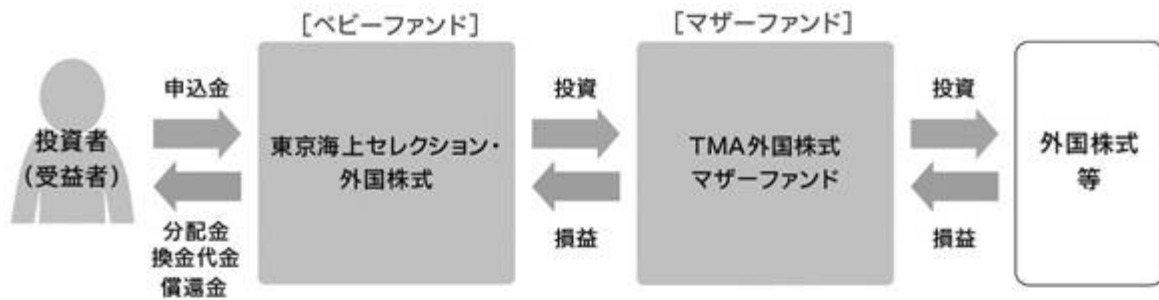 [ベビーファンド]
[マザーファンド]
投資者
(受益者)
申込金
分配金
換金代金
償還金
東京海上セレクション・
外国株式
投資
損益
TMA外国株式
マザーファンド
投資
損益
外国株式
等